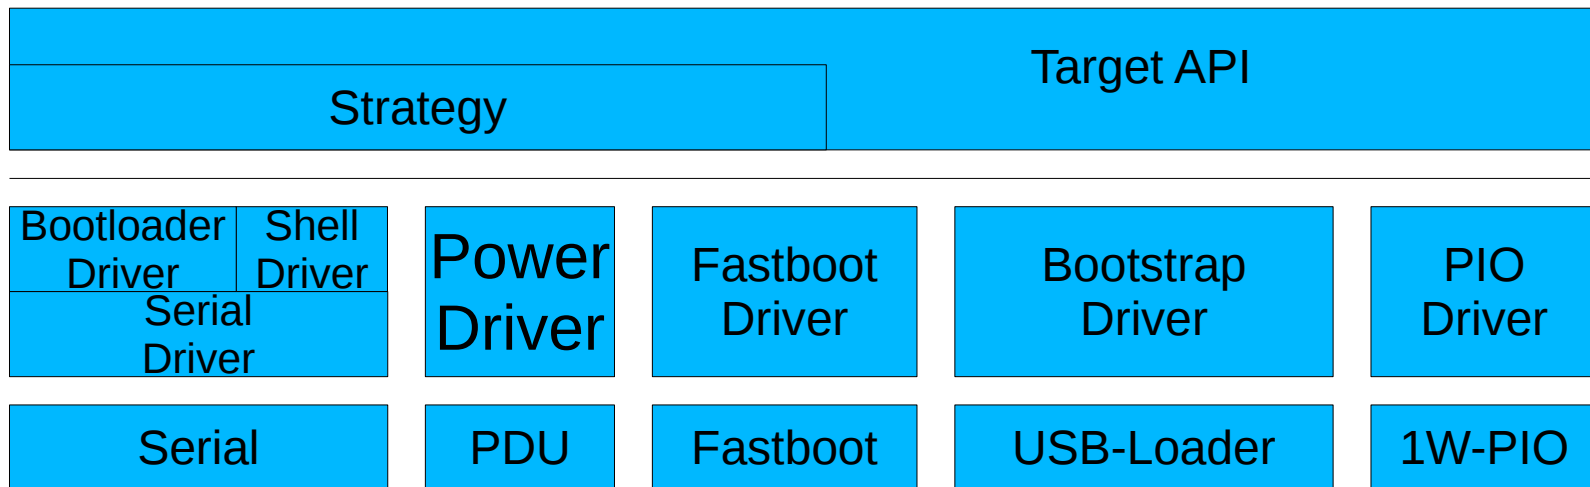 Target API
Strategy
Bootloader
Driver
Shell
Driver
Serial
Driver
Power
Driver
Fastboot
Driver
Bootstrap
Driver
PIO
Driver
Serial
PDU
Fastboot
USB-Loader
1W-PIO